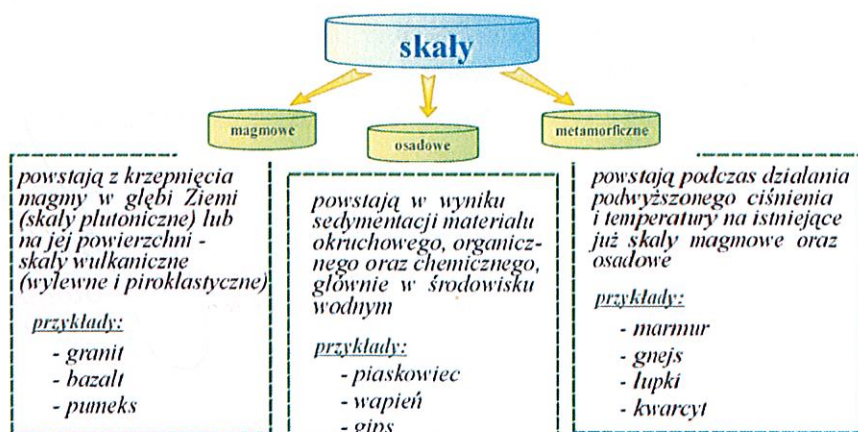 skały
magmowe
osadowe
metamorficzne
powstają z krzepnięcia
magmy w głębi Ziemi
(skały plutoniczne) lub
na jej powierzchni -
skały wulkaniczne
(wylewne i piroklastyczne)
przykłady:
- granit
- bazalt
- pumeks
powstają w wyniku
sedymentacji materiału
okruchowego, organicz-
nego oraz chemicznego,
głównie w środowisku
wodnym
przykłady:
- piaskowiec
- wapień
- gips
powstają podczas działania
podwyższonego ciśnienia
i temperatury na istniejące
już skały magmowe oraz
osadowe
przykłady:
- marmur
- gnejs
- łupki
- kwarcyt